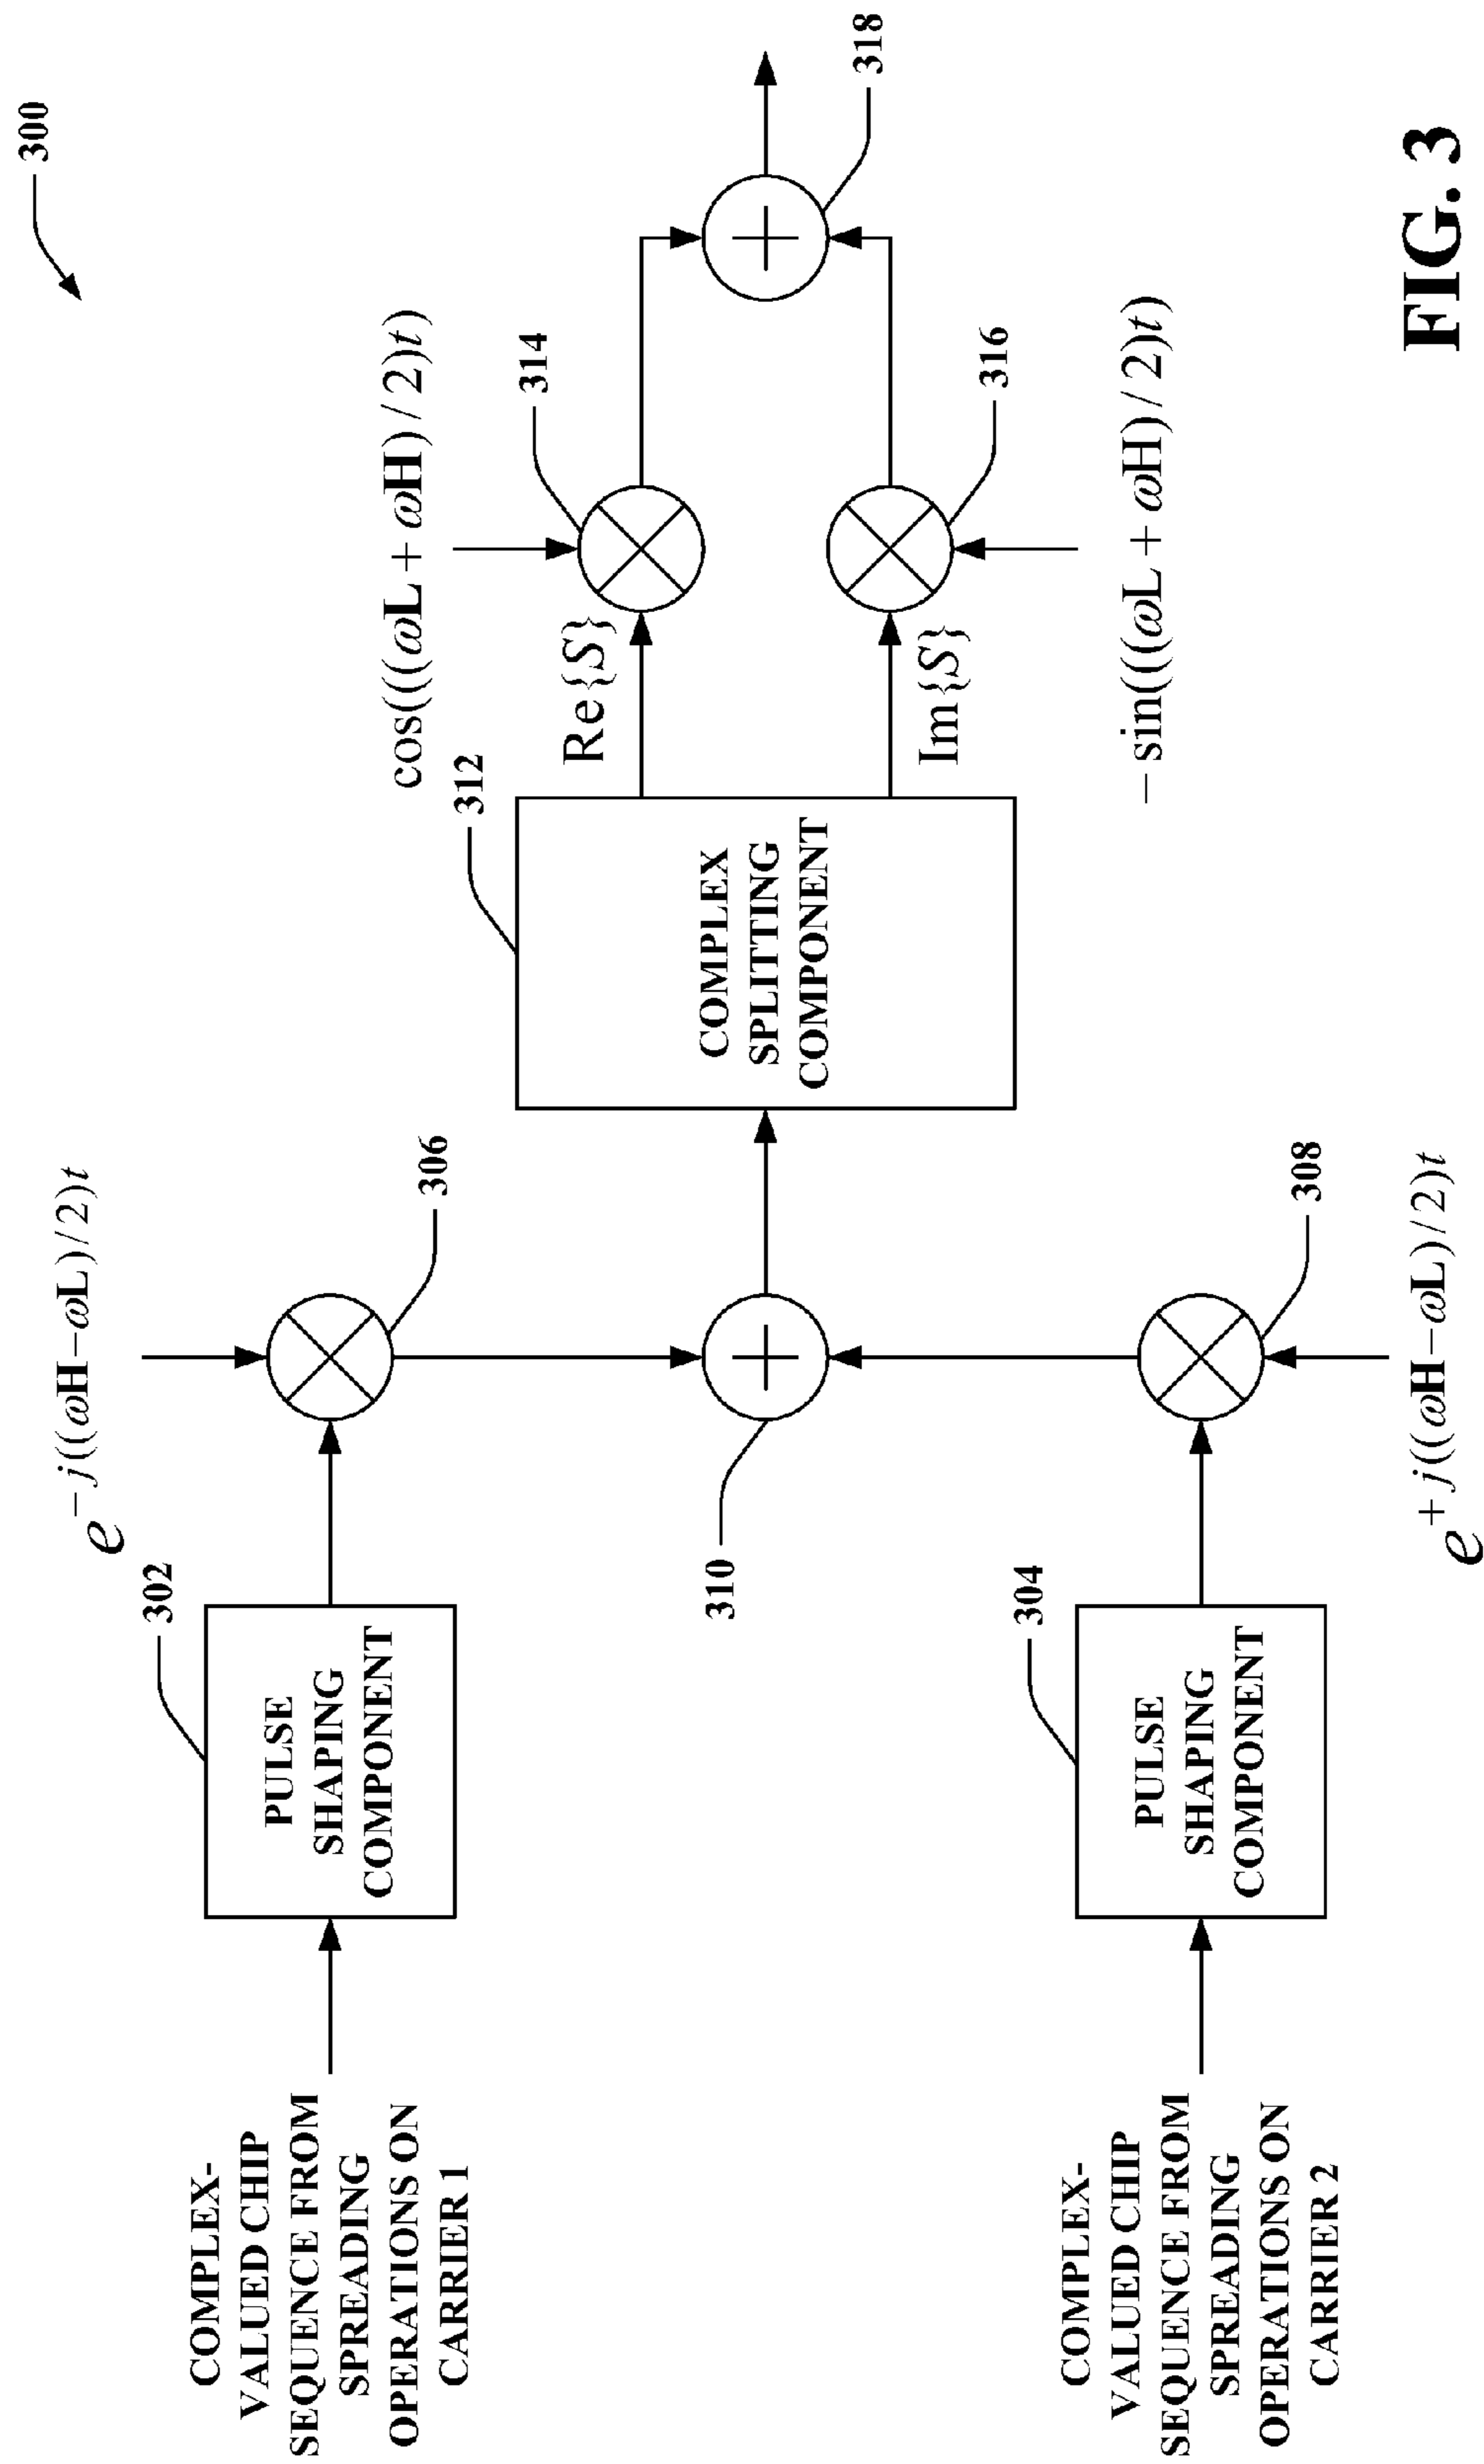 300
COMPLEX-
VALUED CHIP
SEQUENCE FROM
SPREADING
OPERATIONS ON
CARRIER 1
302
PULSE
SHAPING
COMPONENT
e^{-j((ωH-ωL)/2)t}
306
310
COMPLEX-
VALUED CHIP
SEQUENCE FROM
SPREADING
OPERATIONS ON
CARRIER 2
304
PULSE
SHAPING
COMPONENT
308
e^{+j((ωH-ωL)/2)t}
312
COMPLEX
SPLITTING
COMPONENT
cos(((ωL+ωH)/2)t)
Re{S}
314
Im{S}
316
-sin(((ωL+ωH)/2)t)
318
FIG. 3